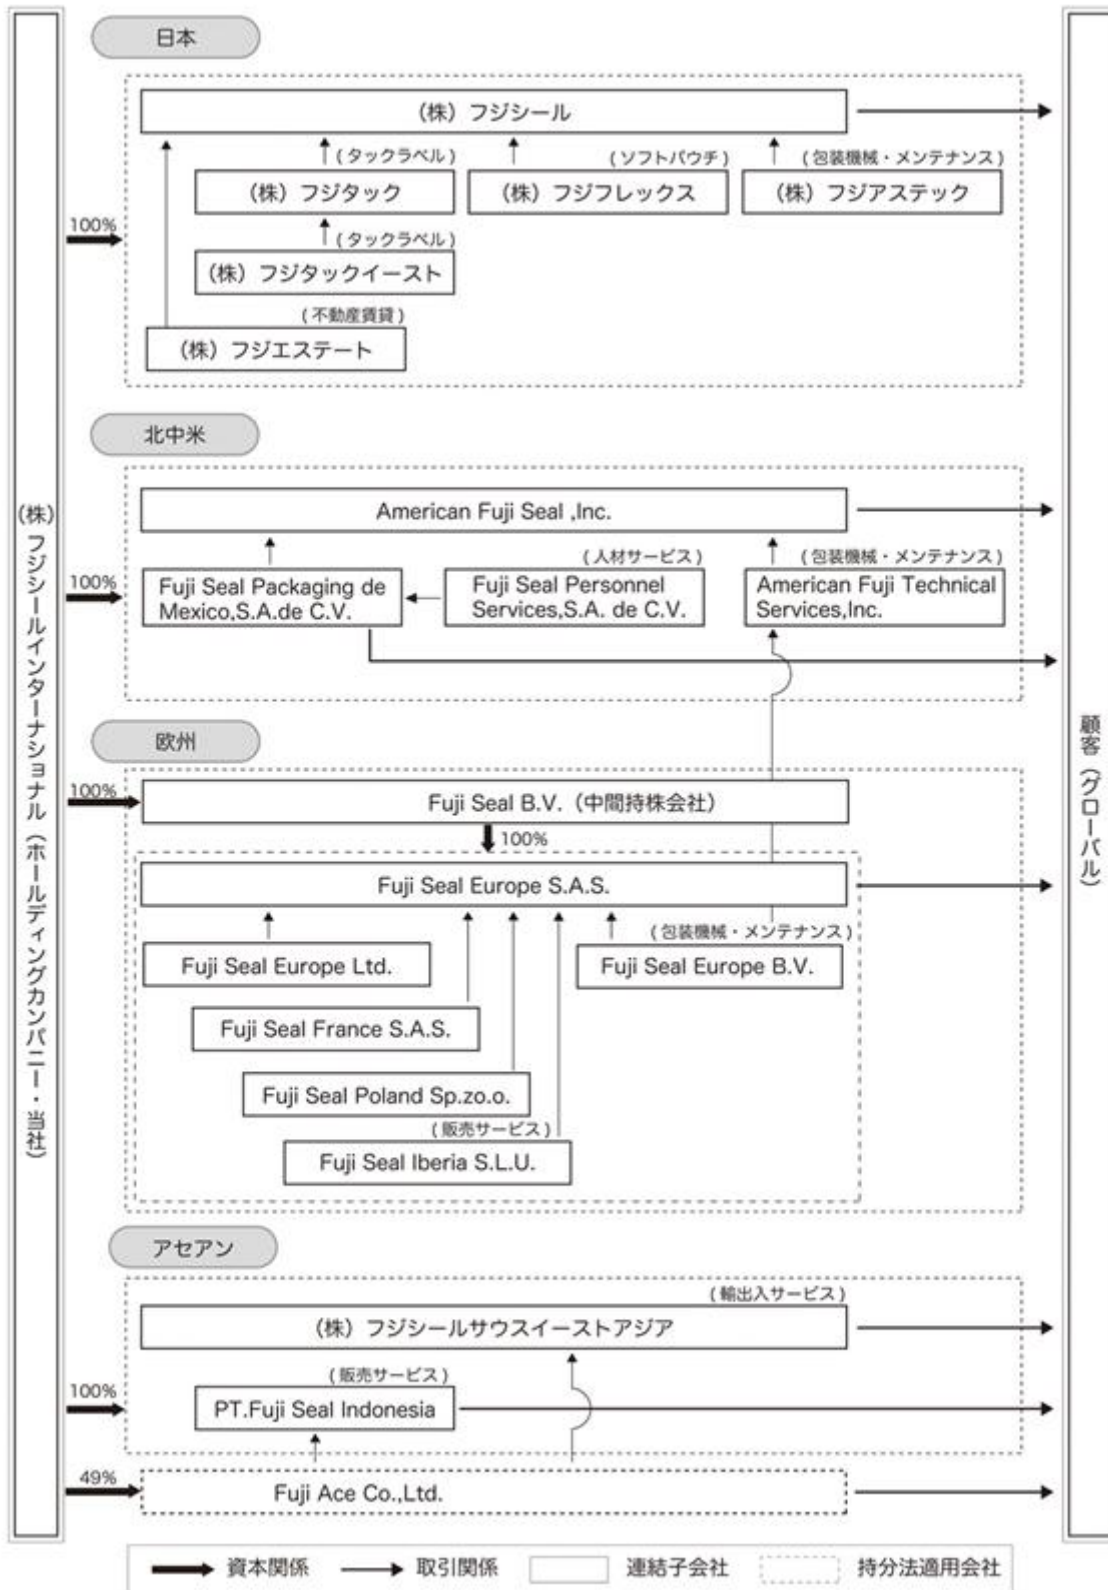 日本
(株) フジシール
(タックラベル)
(ソフトパウチ)
(包装機械・メンテナンス)
(株) フジタック
(株) フジフレックス
(株) フジアステック
100%
(タックラベル)
(株) フジタックイースト
(不動産賃貸)
(株) フジエステート
北中米
American Fuji Seal ,Inc.
(人材サービス)
(包装機械・メンテナンス)
100%
Fuji Seal Packaging de
Mexico,S.A.de C.V.
Fuji Seal Personnel
Services,S.A. de C.V.
American Fuji Technical
Services,Inc.
(株) フジシールインターナショナル (ホールディングカンパニー・当社)
顧客 (グローバル)
欧州
100%
Fuji Seal B.V. (中間持株会社)
100%
Fuji Seal Europe S.A.S.
(包装機械・メンテナンス)
Fuji Seal Europe Ltd.
Fuji Seal Europe B.V.
Fuji Seal France S.A.S.
Fuji Seal Poland Sp.zo.o.
(販売サービス)
Fuji Seal Iberia S.L.U.
アセアン
(輸出入サービス)
(株) フジシールサウスイーストアジア
(販売サービス)
100%
PT.Fuji Seal Indonesia
49%
Fuji Ace Co.,Ltd.
資本関係
取引関係
連結子会社
持分法適用会社